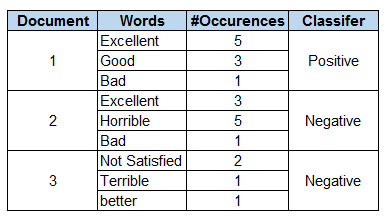 Document Words #Occurences Classifer
1 Excellent 5 Positive
Good 3
Bad 1
2 Excellent 3 Negative
Horrible 5
Bad 1
3 Not Satisfied 2 Negative
Terrible 1
better 1